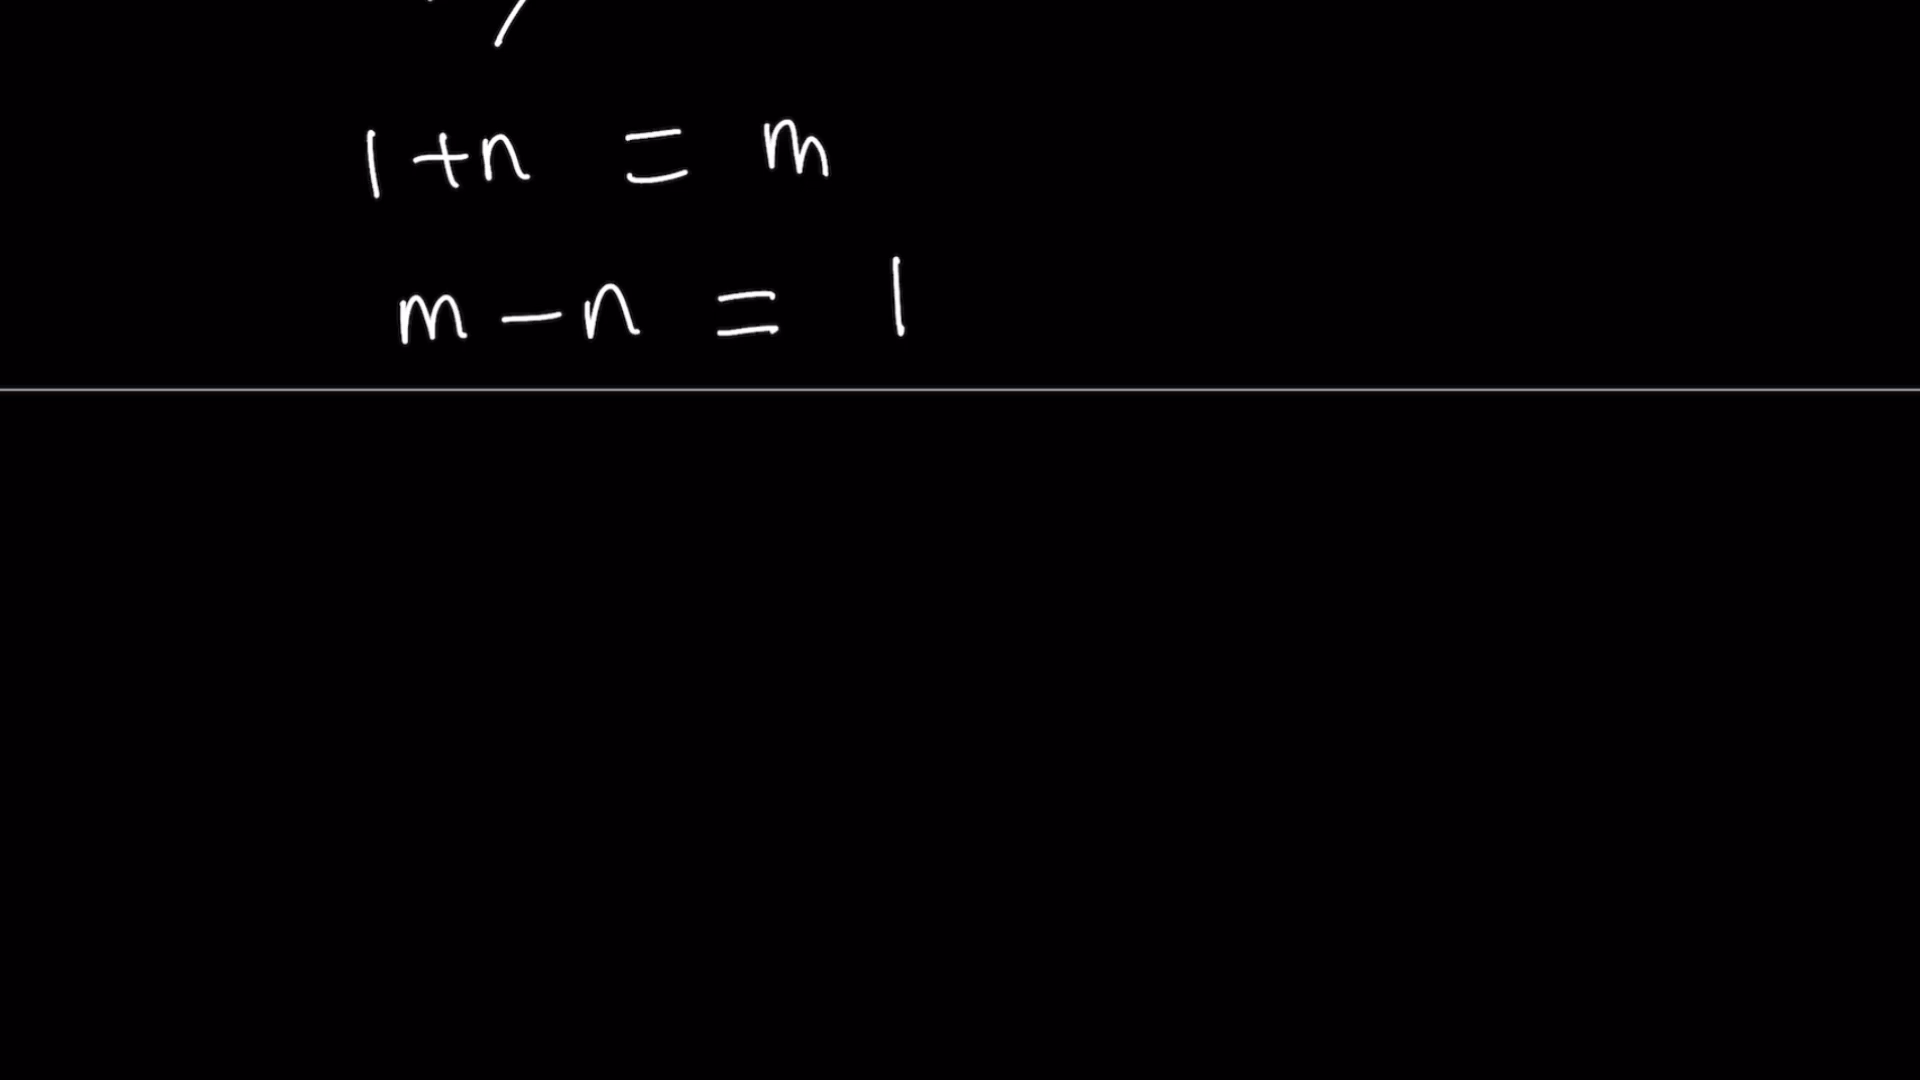 1+n = m
m-n = 1